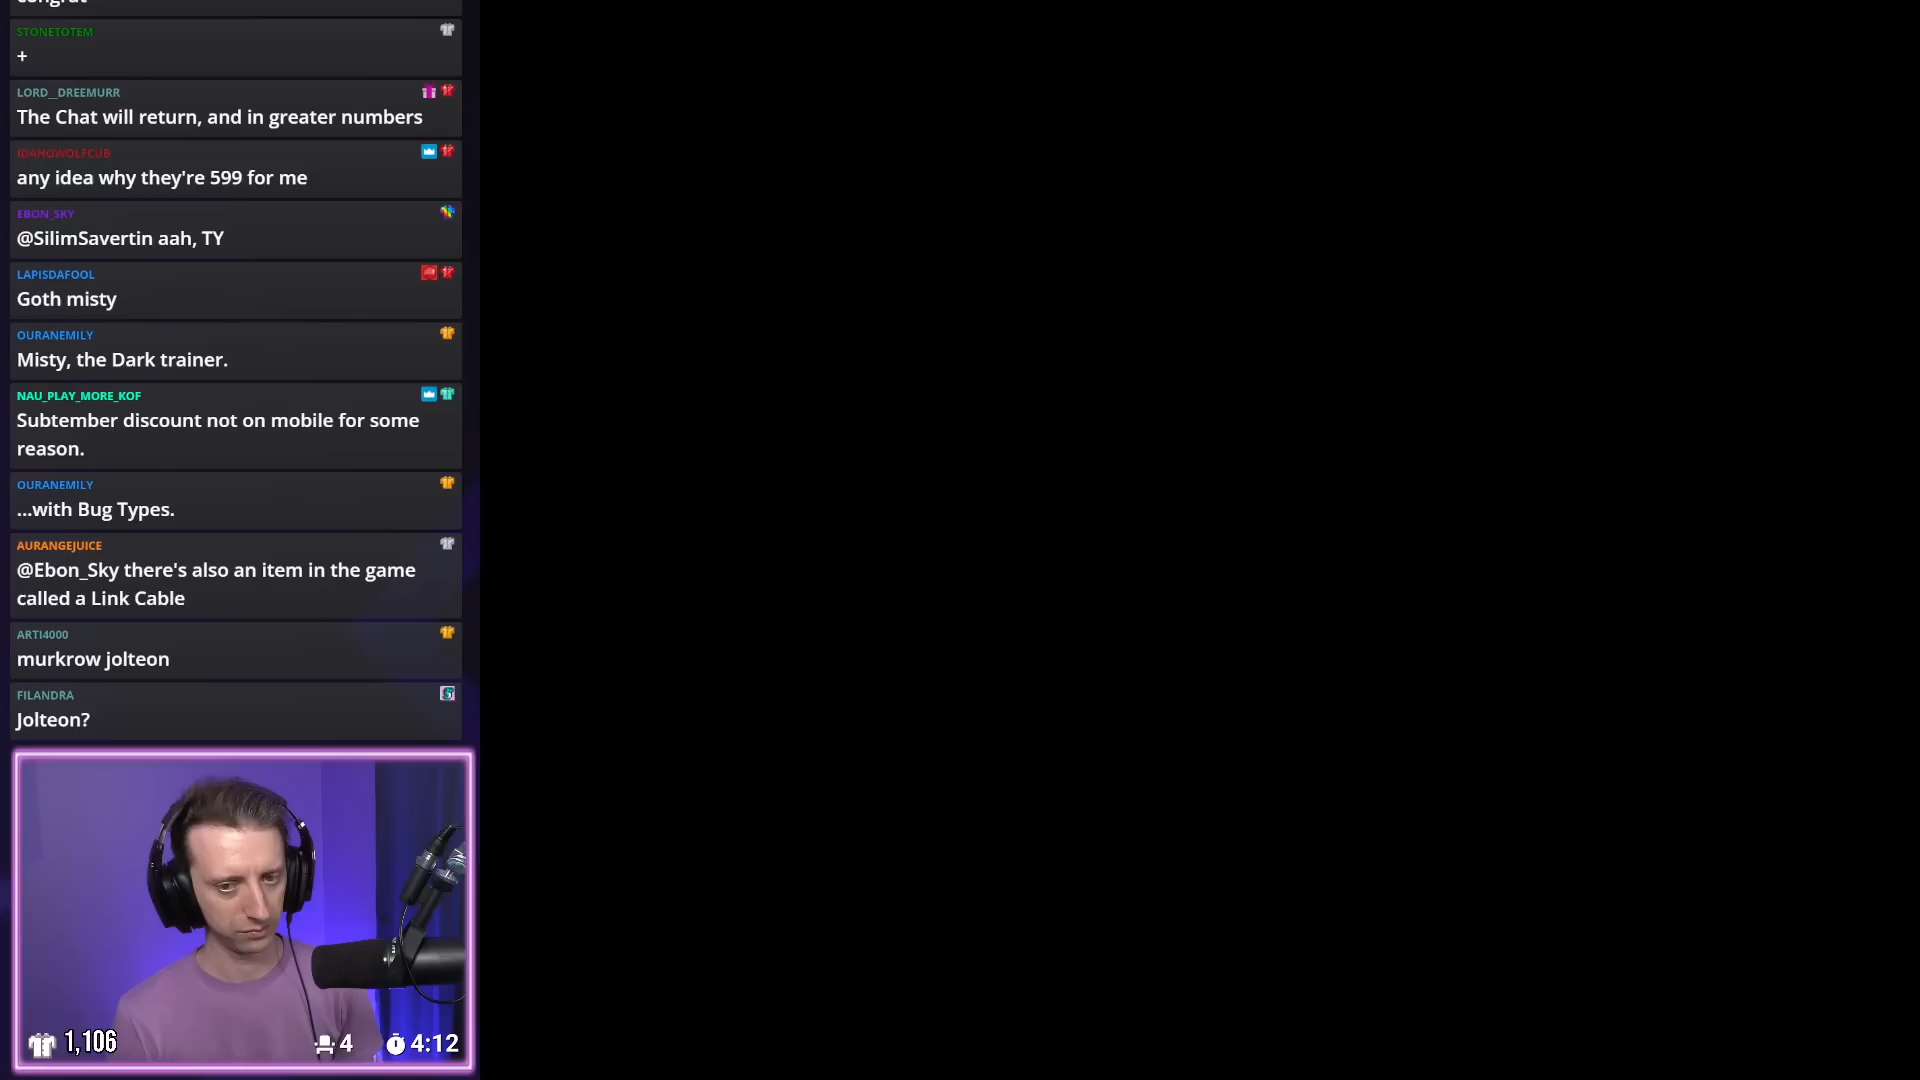 congrat
STONETOTEM
+
LORD__DREEMURR
The Chat will return, and in greater numbers
IDAHOWOLFCUB
any idea why they're 599 for me
EBON_SKY
@SilimSavertin aah, TY
LAPISDAFOOL
Goth misty
OURANEMILY
Misty, the Dark trainer.
NAU_PLAY_MORE_KOF
Subtember discount not on mobile for some
reason.
OURANEMILY
...with Bug Types.
AURANGEJUICE
@Ebon_Sky there's also an item in the game
called a Link Cable
ARTI4000
murkrow jolteon
FILANDRA
Jolteon?
1,106
4
4:12